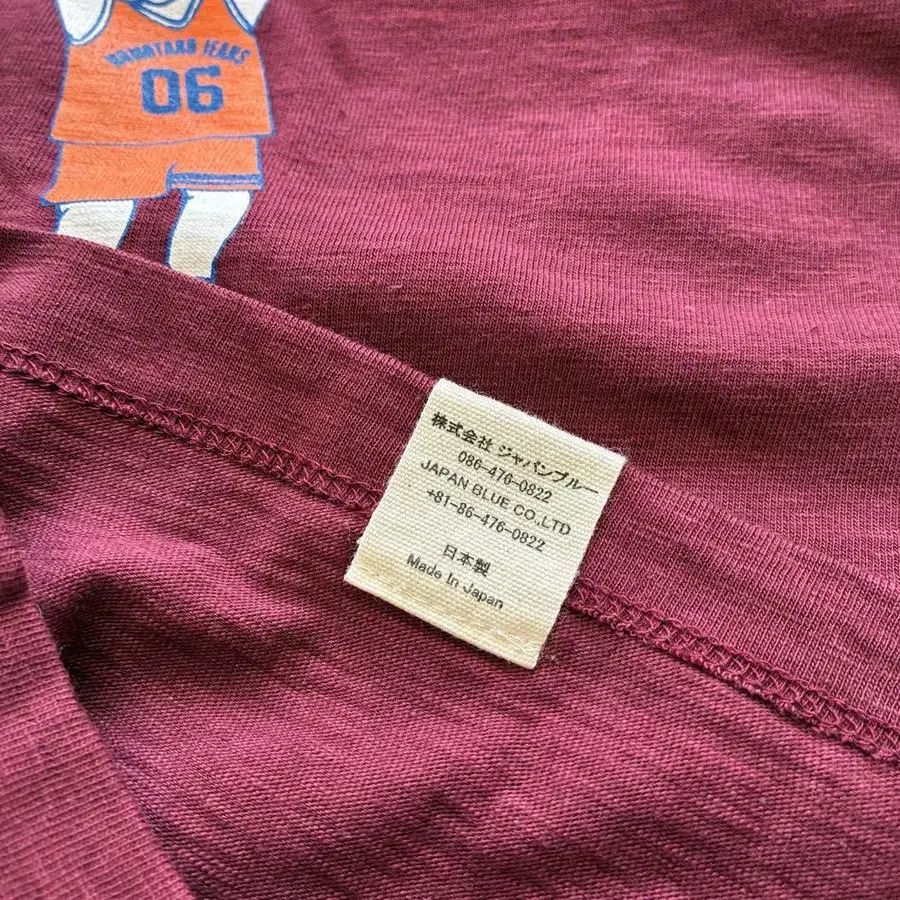 MOMOTARO JEANS
06
株式会社 ジャパンブルー
086-476-0822
JAPAN BLUE CO.,LTD
+81-86-476-0822
日本製
Made In Japan